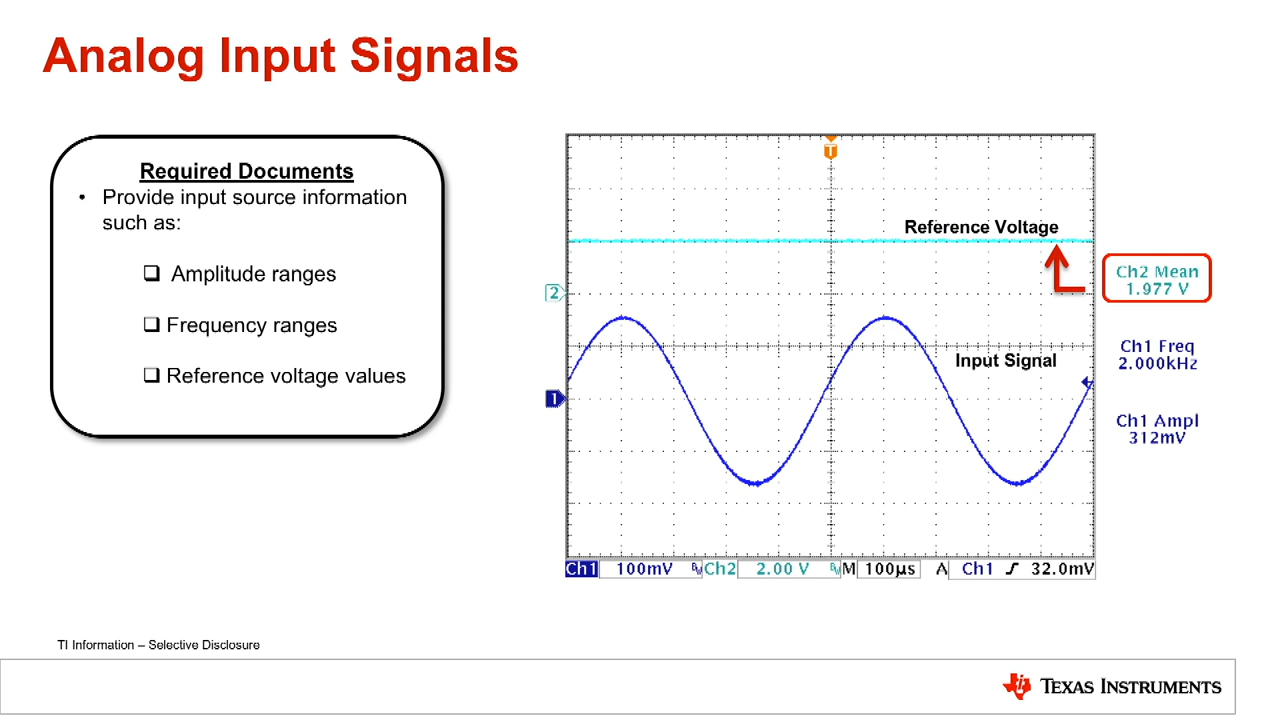 Analog Input Signals
Required Documents
• Provide input source information
such as:
❑ Amplitude ranges
❑ Frequency ranges
❑ Reference voltage values
T
Reference Voltage
Ch2 Mean
1.977 V
2
Ch1 Freq
2.000kHz
Input Signal
1
Ch1 Ampl
312mV
Ch1 100mV BW Ch2 2.00 V BW M 100µs A Ch1 ʃ 32.0mV
TI Information – Selective Disclosure
TEXAS INSTRUMENTS